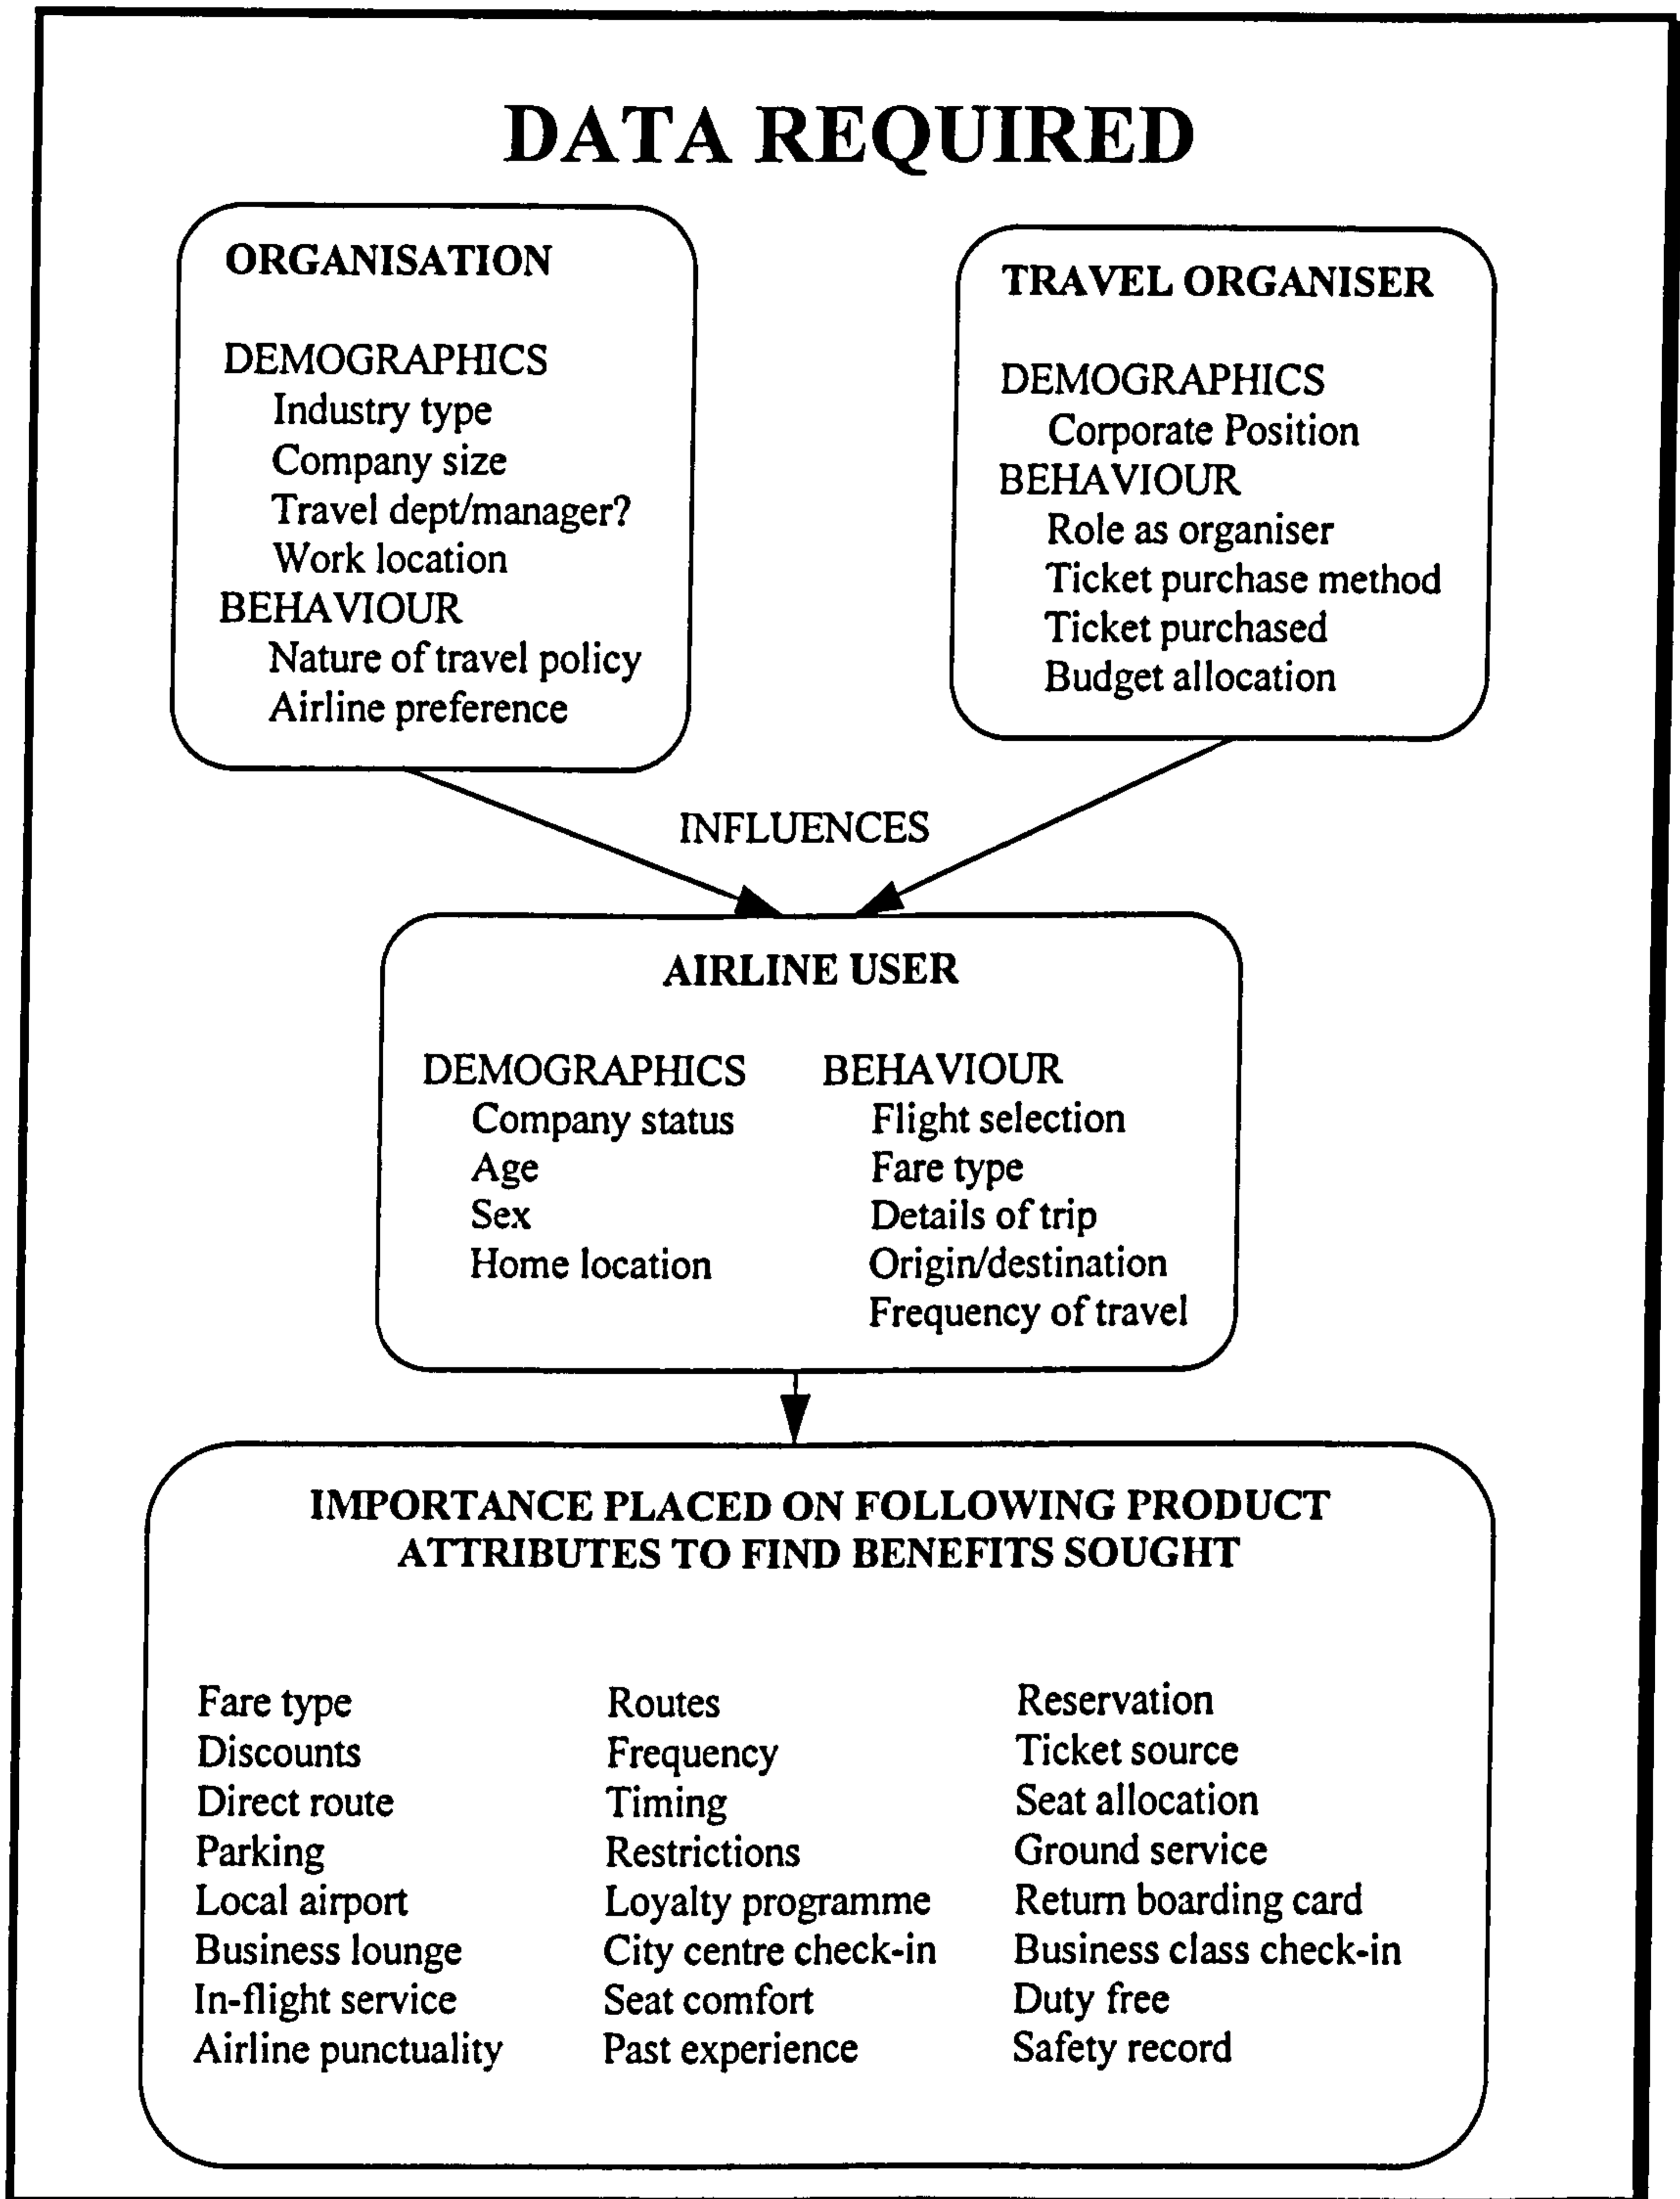 DATA REQUIRED
ORGANISATION
DEMOGRAPHICS
Industry type
Company size
Travel dept/manager?
Work location
BEHAVIOUR
Nature of travel policy
Airline preference
TRAVEL ORGANISER
DEMOGRAPHICS
Corporate Position
BEHAVIOUR
Role as organiser
Ticket purchase method
Ticket purchased
Budget allocation
INFLUENCES
AIRLINE USER
DEMOGRAPHICS
Company status
Age
Sex
Home location
BEHAVIOUR
Flight selection
Fare type
Details of trip
Origin/destination
Frequency of travel
IMPORTANCE PLACED ON FOLLOWING PRODUCT
ATTRIBUTES TO FIND BENEFITS SOUGHT
Fare type
Discounts
Direct route
Parking
Local airport
Business lounge
In-flight service
Airline punctuality
Routes
Frequency
Timing
Restrictions
Loyalty programme
City centre check-in
Seat comfort
Past experience
Reservation
Ticket source
Seat allocation
Ground service
Return boarding card
Business class check-in
Duty free
Safety record